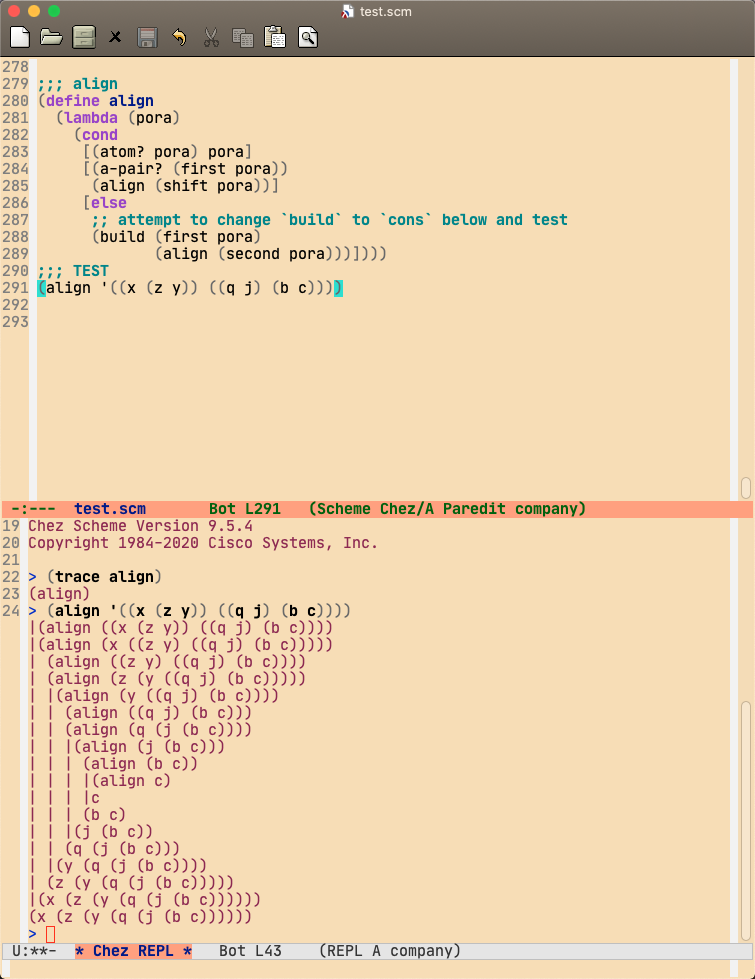 test.scm
278
279 ;;; align
280 (define align
281   (lambda (pora)
282     (cond
283      [(atom? pora) pora]
284      [(a-pair? (first pora))
285       (align (shift pora))]
286      [else
287       ;; attempt to change `build` to `cons` below and test
288       (build (first pora)
289              (align (second pora)))])))
290 ;;; TEST
291 (align '((x (z y)) ((q j) (b c))))
292
293
-:---  test.scm       Bot L291   (Scheme Chez/A Paredit company)
19 Chez Scheme Version 9.5.4
20 Copyright 1984-2020 Cisco Systems, Inc.
21
22 > (trace align)
23 (align)
24 > (align '((x (z y)) ((q j) (b c))))
|(align ((x (z y)) ((q j) (b c))))
|(align (x ((z y) ((q j) (b c)))))
| (align ((z y) ((q j) (b c))))
| (align (z (y ((q j) (b c)))))
| |(align (y ((q j) (b c))))
| | (align ((q j) (b c)))
| | (align (q (j (b c))))
| | |(align (j (b c)))
| | | (align (b c))
| | | |(align c)
| | | |c
| | | (b c)
| | |(j (b c))
| | (q (j (b c)))
| |(y (q (j (b c))))
| (z (y (q (j (b c)))))
|(x (z (y (q (j (b c))))))
(x (z (y (q (j (b c))))))
>
U:**-  * Chez REPL *   Bot L43    (REPL A company)